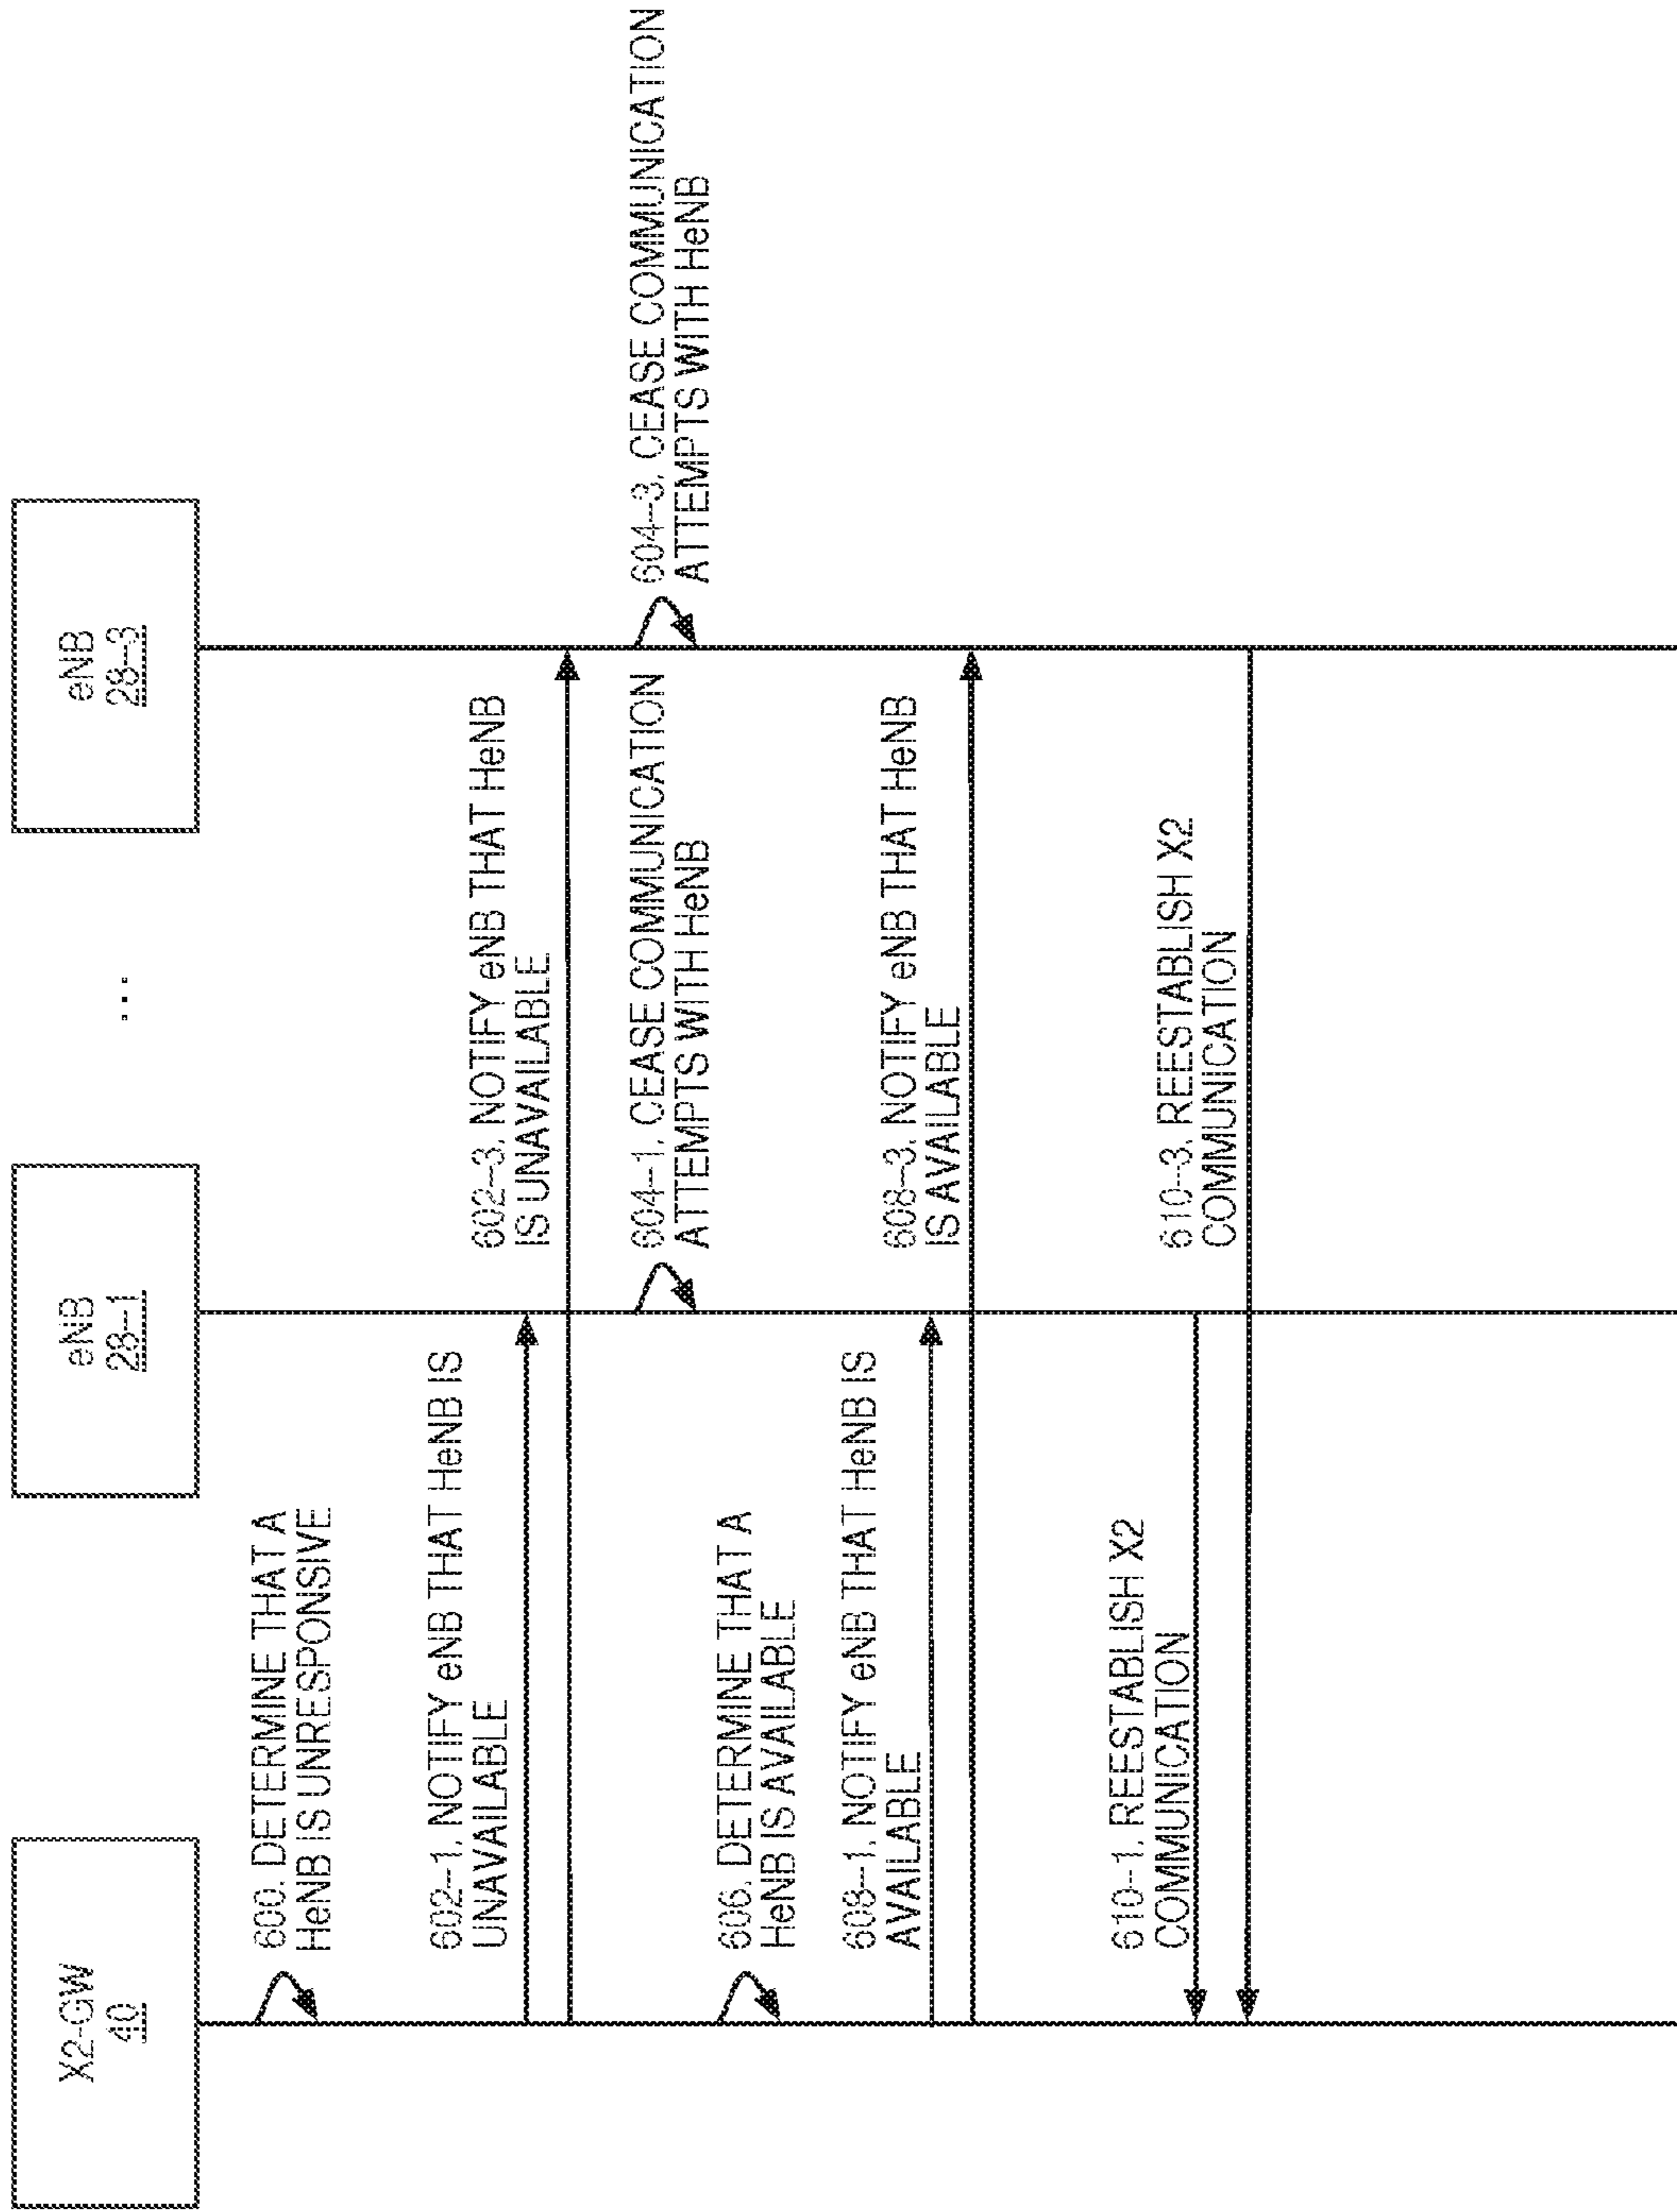 X2-GW
40
eNB
28-1
...
eNB
28-3
600. DETERMINE THAT A
HeNB IS UNRESPONSIVE
602-1. NOTIFY eNB THAT HeNB IS
UNAVAILABLE
602-3. NOTIFY eNB THAT HeNB
IS UNAVAILABLE
604-1. CEASE COMMUNICATION
ATTEMPTS WITH HeNB
604-3. CEASE COMMUNICATION
ATTEMPTS WITH HeNB
606. DETERMINE THAT A
HeNB IS AVAILABLE
608-1. NOTIFY eNB THAT HeNB IS
AVAILABLE
608-3. NOTIFY eNB THAT HeNB
IS AVAILABLE
610-1. REESTABLISH X2
COMMUNICATION
610-3. REESTABLISH X2
COMMUNICATION